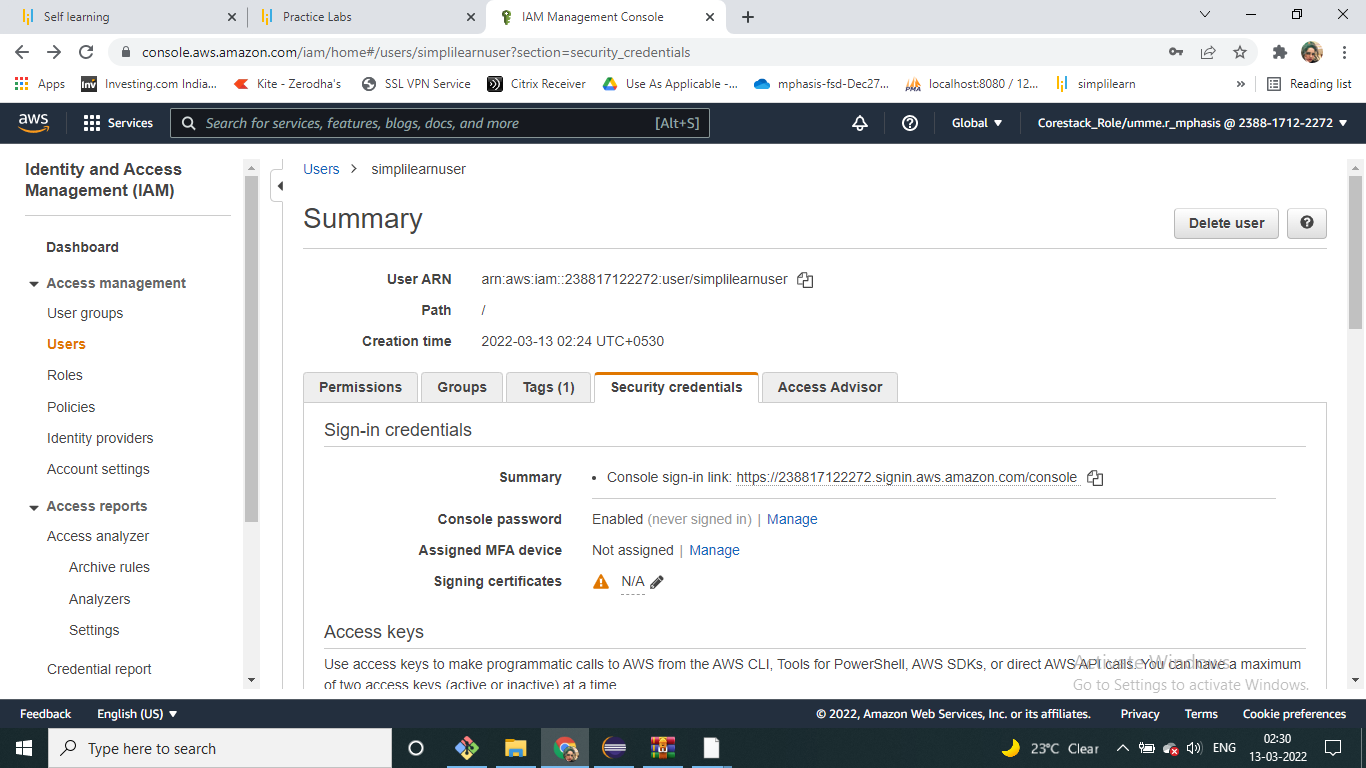 Self learning
Practice Labs
IAM Management Console
console.aws.amazon.com/iam/home#/users/simplilearnuser?section=security_credentials
Apps
inv
Investing.com India...
Kite - Zerodha's
SSL VPN Service
Citrix Receiver
Use As Applicable -...
mphasis-fsd-Dec27...
localhost:8080 / 12...
simplilearn
»
Reading list
aws
Services
Search for services, features, blogs, docs, and more
[Alt+S]
Global
Corestack_Role/umme.r_mphasis @ 2388-1712-2272
Identity and Access
Management (IAM)
Dashboard
Access management
User groups
Users
Roles
Policies
Identity providers
Account settings
Access reports
Access analyzer
Archive rules
Analyzers
Settings
Credential report
Users > simplilearnuser
Summary
Delete user
User ARN arn:aws:iam::238817122272:user/simplilearnuser
Path /
Creation time 2022-03-13 02:24 UTC+0530
Permissions
Groups
Tags (1)
Security credentials
Access Advisor
Sign-in credentials
Summary • Console sign-in link: https://238817122272.signin.aws.amazon.com/console
Console password Enabled (never signed in) | Manage
Assigned MFA device Not assigned | Manage
Signing certificates N/A
Access keys
Use access keys to make programmatic calls to AWS from the AWS CLI, Tools for PowerShell, AWS SDKs, or direct AWS API calls. You can have a maximum
of two access keys (active or inactive) at a time
Activate Windows
Go to Settings to activate Windows.
Feedback
English (US)
© 2022, Amazon Web Services, Inc. or its affiliates.
Privacy
Terms
Cookie preferences
Type here to search
23°C Clear
ENG
02:30
13-03-2022